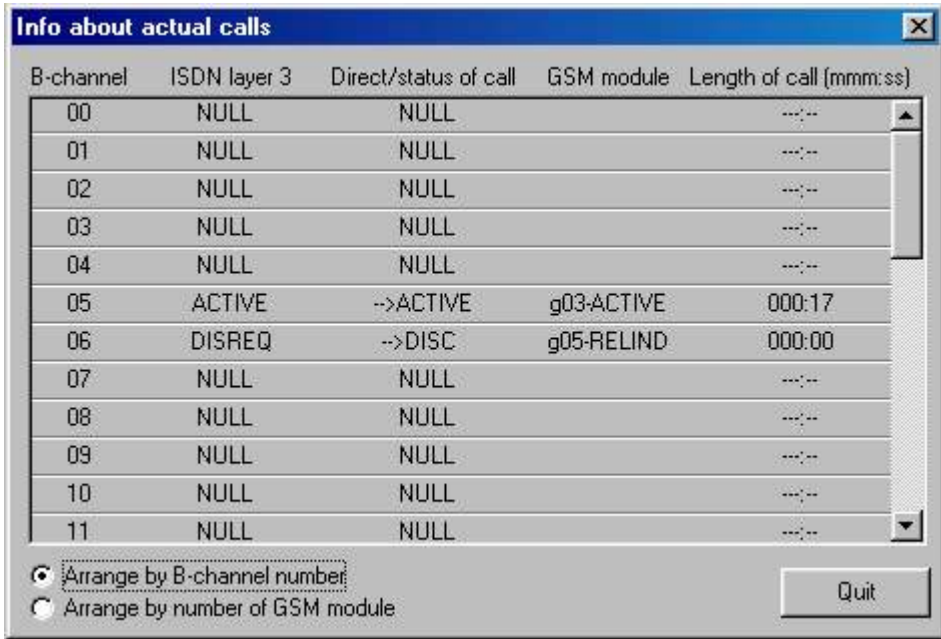 Info about actual calls
B-channel ISDN layer 3 Direct/status of call GSM module Length of call (mmm:ss)
00 NULL NULL ---:--
01 NULL NULL ---:--
02 NULL NULL ---:--
03 NULL NULL ---:--
04 NULL NULL ---:--
05 ACTIVE -->ACTIVE g03-ACTIVE 000:17
06 DISREQ -->DISC g05-RELIND 000:00
07 NULL NULL ---:--
08 NULL NULL ---:--
09 NULL NULL ---:--
10 NULL NULL ---:--
11 NULL NULL ---:--
Arrange by B-channel number
Arrange by number of GSM module
Quit